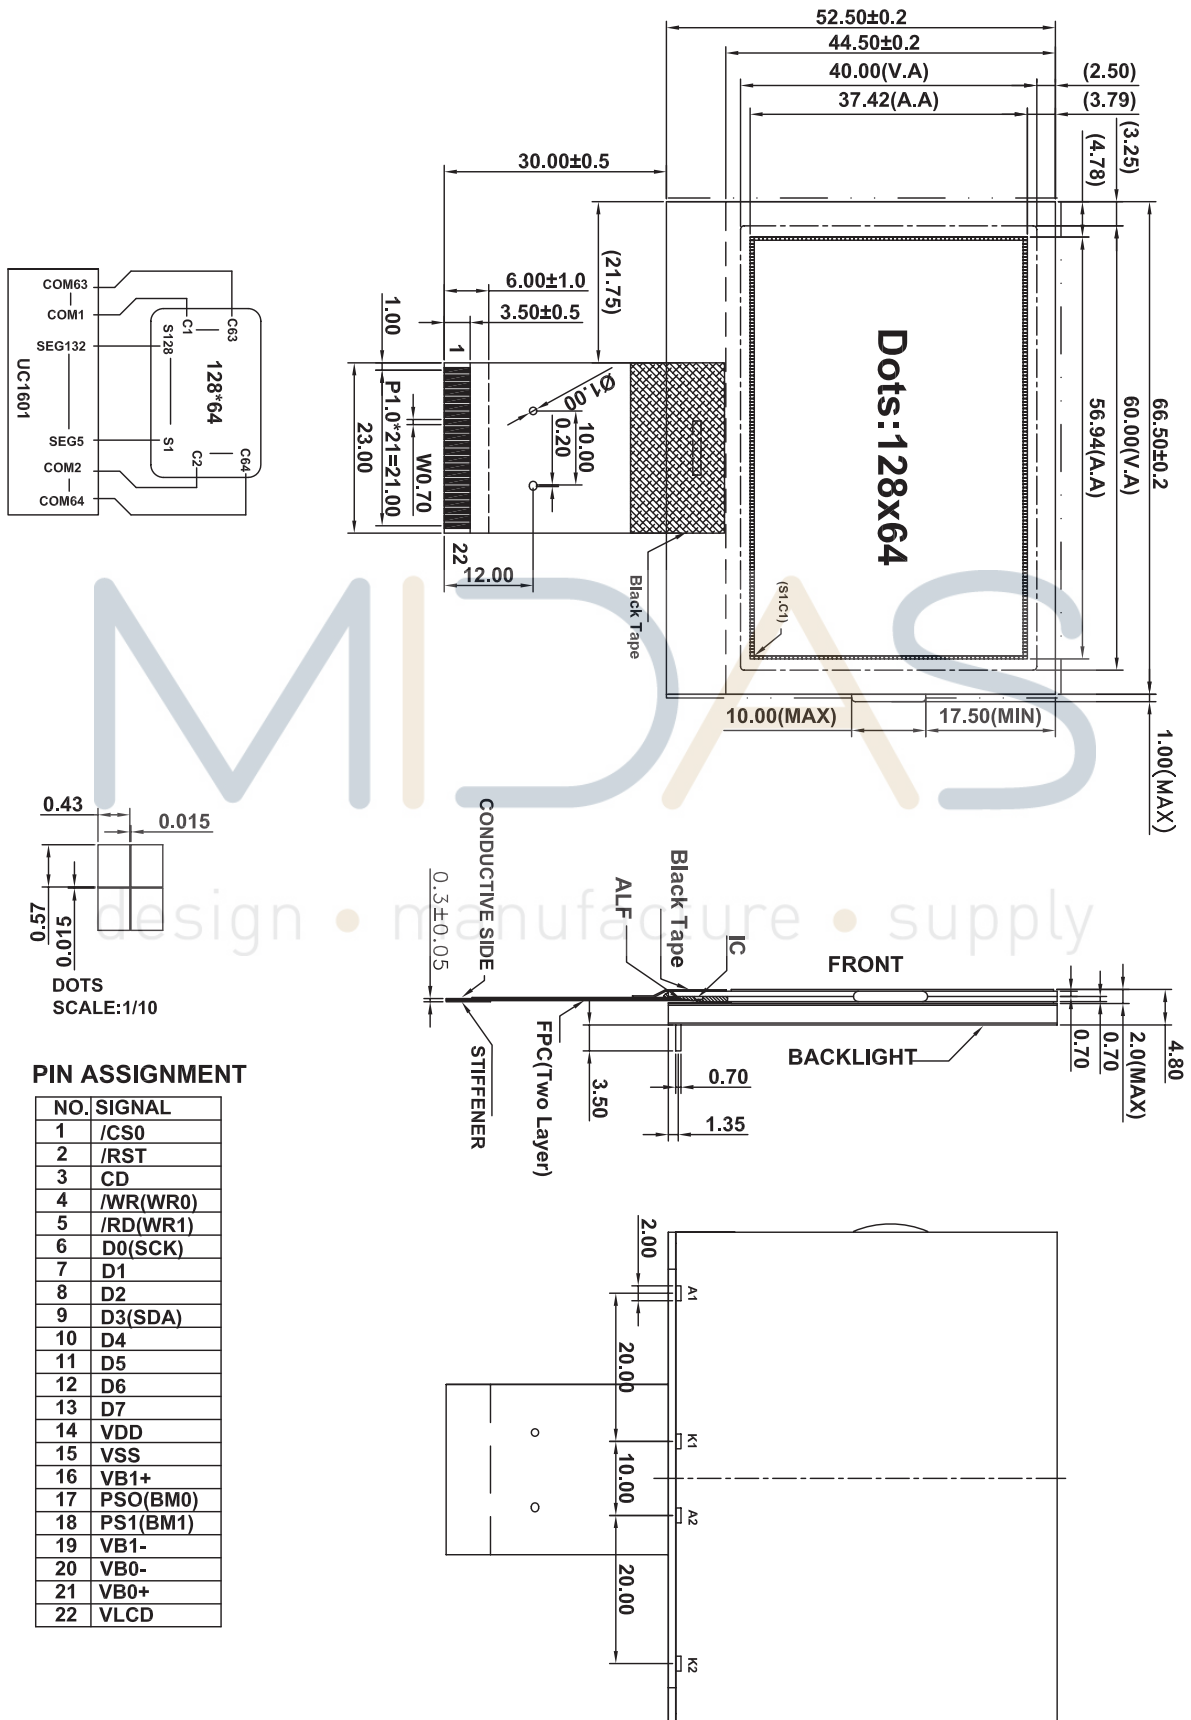 52.50±0.2
44.50±0.2
40.00(V.A)
(2.50)
37.42(A.A)
(3.79)
(3.25)
(4.78)
30.00±0.5
(21.75)
6.00±1.0
3.50±0.5
1.00
1
Ø1.00
10.00
0.20
P1.0*21=21.00
W0.70
23.00
22
12.00
Black Tape
Dots:128x64
56.94(A.A)
60.00(V.A)
66.50±0.2
(S1.C1)
10.00(MAX)
17.50(MIN)
1.00(MAX)
COM63
COM1
SEG132
SEG5
COM2
COM64
UC1601
C63
C1
S128
128*64
S1
C2
C64
MIDAS
design • manufacture • supply
0.43
0.015
0.57
0.015
DOTS
SCALE:1/10
CONDUCTIVE SIDE
0.3±0.05
Black Tape
ALF
IC
FRONT
STIFFENER
FPC(Two Layer)
3.50
0.70
1.35
BACKLIGHT
0.70
0.70
2.0(MAX)
4.80
PIN ASSIGNMENT
NO. SIGNAL
1 /CS0
2 /RST
3 CD
4 /WR(WR0)
5 /RD(WR1)
6 D0(SCK)
7 D1
8 D2
9 D3(SDA)
10 D4
11 D5
12 D6
13 D7
14 VDD
15 VSS
16 VB1+
17 PSO(BM0)
18 PS1(BM1)
19 VB1-
20 VB0-
21 VB0+
22 VLCD
2.00
A1
20.00
K1
10.00
A2
20.00
K2